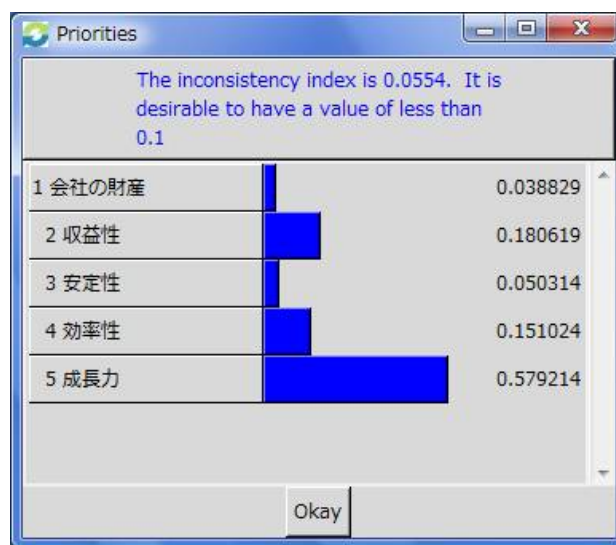 Priorities
The inconsistency index is 0.0554. It is
desirable to have a value of less than
0.1
1 会社の財産 0.038829
2 収益性 0.180619
3 安定性 0.050314
4 効率性 0.151024
5 成長力 0.579214
Okay